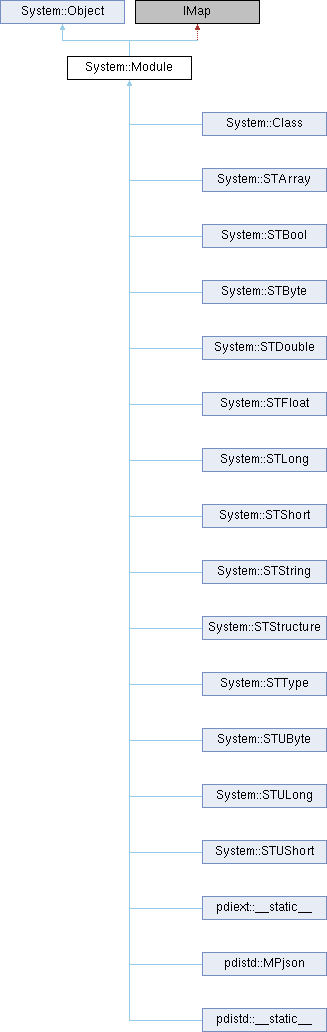 System::Object
IMap
System::Module
System::Class
System::STArray
System::STBool
System::STByte
System::STDouble
System::STFloat
System::STLong
System::STShort
System::STString
System::STStructure
System::STType
System::STUByte
System::STULong
System::STUShort
pdiext::__static__
pdistd::MPjson
pdistd::__static__